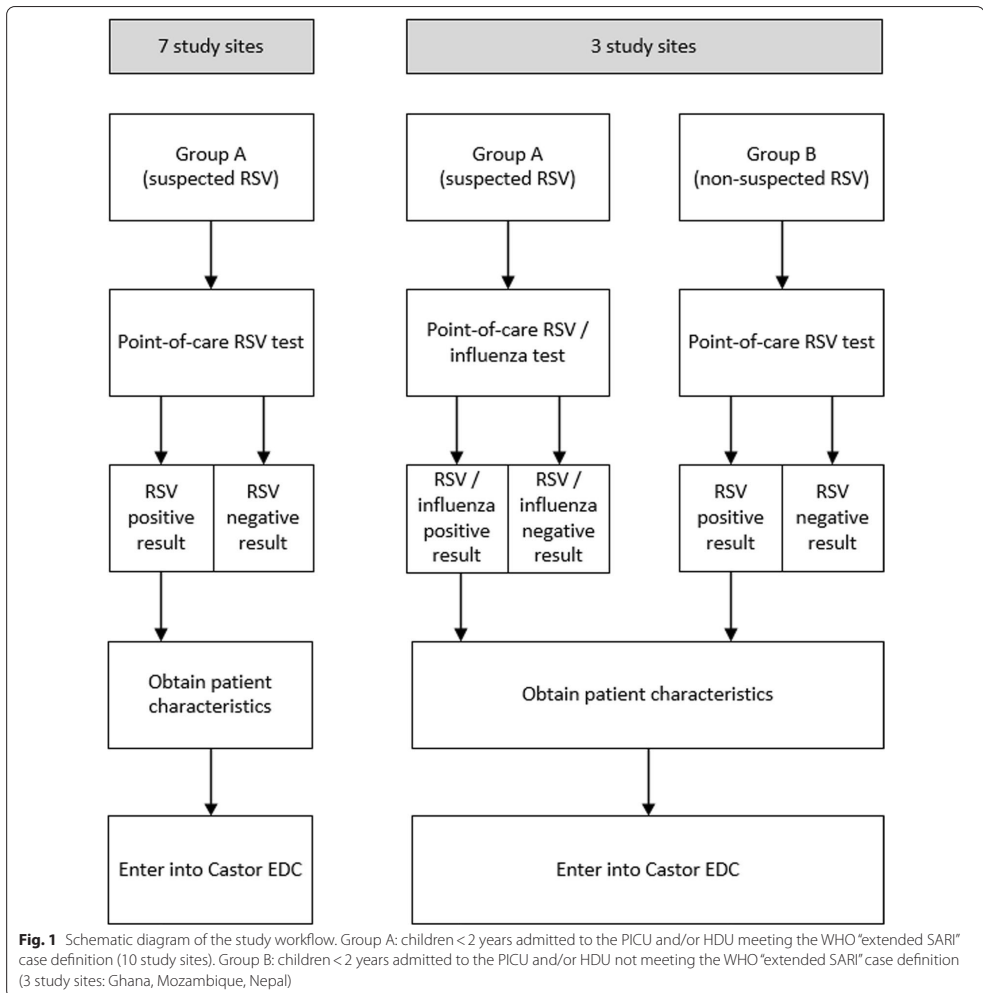 7 study sites
3 study sites
Group A
(suspected RSV)
Group A
(suspected RSV)
Group B
(non-suspected RSV)
Point-of-care RSV test
Point-of-care RSV /
influenza test
Point-of-care RSV test
RSV
positive
result
RSV
negative
result
RSV /
influenza
positive
result
RSV /
influenza
negative
result
RSV
positive
result
RSV
negative
result
Obtain patient
characteristics
Obtain patient characteristics
Enter into Castor EDC
Enter into Castor EDC
Fig. 1 Schematic diagram of the study workflow. Group A: children < 2 years admitted to the PICU and/or HDU meeting the WHO “extended SARI”
case definition (10 study sites). Group B: children < 2 years admitted to the PICU and/or HDU not meeting the WHO “extended SARI” case definition
(3 study sites: Ghana, Mozambique, Nepal)